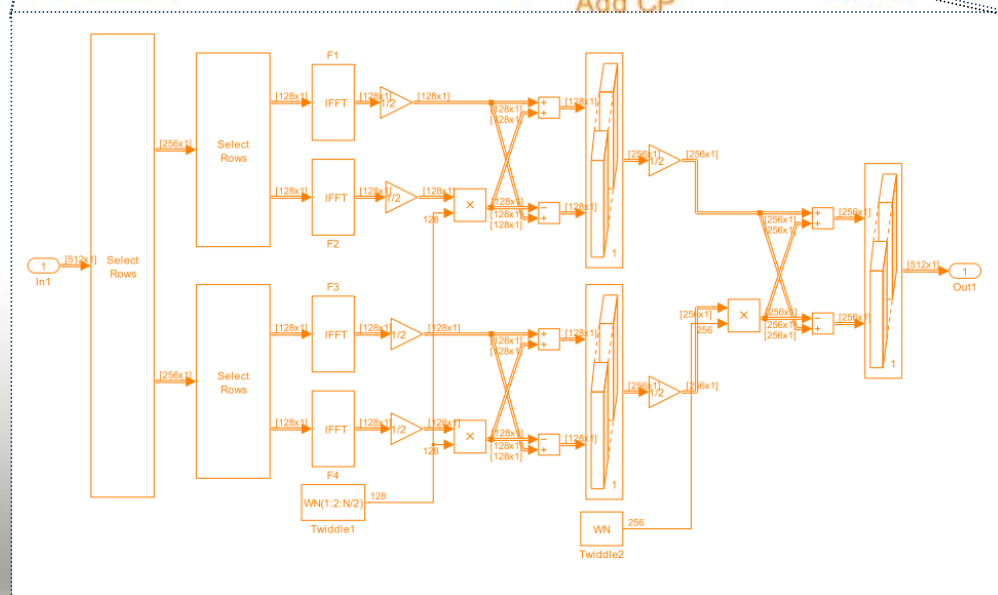 Add CP
F1
[128x1]
IFFT
[128x1]
1/2
[128x1]
[128x1]
[128x1]
+
+
[128x1]
[256x1]
Select
Rows
[128x1]
IFFT
[128x1]
1/2
[128x1]
×
128
[128x1]
[128x1]
[128x1]
−
+
[128x1]
F2
1
[256x1]
1/2
[256x1]
1
In1
[512x1]
Select
Rows
[256x1]
[256x1]
+
+
[256x1]
[512x1]
1
Out1
[256x1]
256
×
[256x1]
[256x1]
[256x1]
−
+
[256x1]
1
F3
[128x1]
IFFT
[128x1]
1/2
[128x1]
[128x1]
[128x1]
+
+
[128x1]
[256x1]
Select
Rows
[256x1]
1/2
[256x1]
[128x1]
IFFT
[128x1]
1/2
[128x1]
×
128
[128x1]
[128x1]
[128x1]
−
+
[128x1]
F4
1
WN(1:2:N/2)
128
Twiddle1
WN
256
Twiddle2